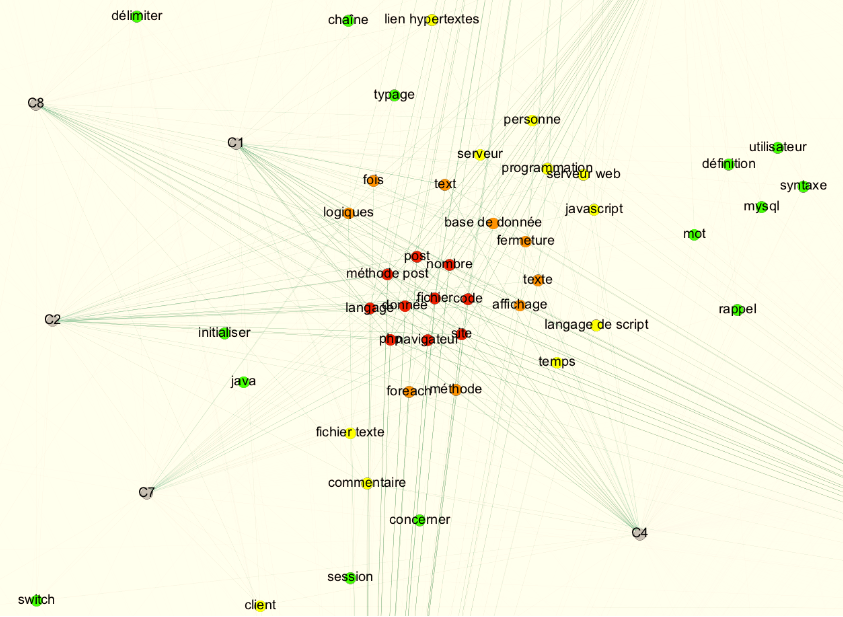 délimiter
chaîne
lien hypertextes
typage
C8
personne
C1
utilisateur
serveur
définition
programmation
serveur web
fois
text
syntaxe
mysql
logiques
javascript
base de donnée
mot
fermeture
post
nombre
méthode post
texte
fichier
code
donnée
langage
affichage
rappel
C2
langage de script
initialiser
site
php
navigateur
temps
java
foreach
méthode
fichier texte
commentaire
C7
concerner
C4
session
switch
client